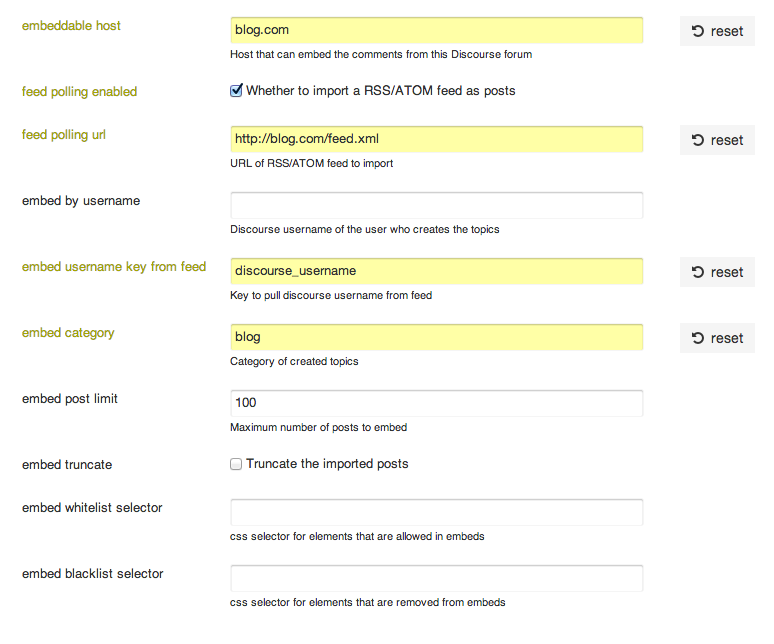 embeddable host
blog.com
reset
Host that can embed the comments from this Discourse forum
feed polling enabled
Whether to import a RSS/ATOM feed as posts
feed polling url
http://blog.com/feed.xml
reset
URL of RSS/ATOM feed to import
embed by username
Discourse username of the user who creates the topics
embed username key from feed
discourse_username
reset
Key to pull discourse username from feed
embed category
blog
reset
Category of created topics
embed post limit
100
Maximum number of posts to embed
embed truncate
Truncate the imported posts
embed whitelist selector
css selector for elements that are allowed in embeds
embed blacklist selector
css selector for elements that are removed from embeds